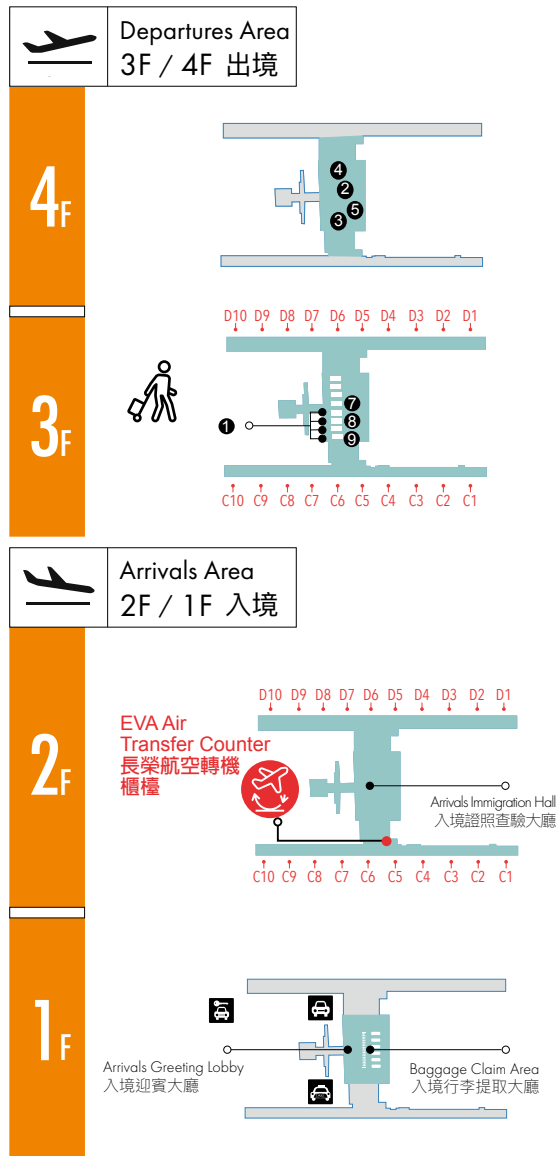 Departures Area
3F / 4F 出境
4F
4
2
5
3
D10 D9 D8 D7 D6 D5 D4 D3 D2 D1
3F
7
1
8
9
C10 C9 C8 C7 C6 C5 C4 C3 C2 C1
Arrivals Area
2F / 1F 入境
D10 D9 D8 D7 D6 D5 D4 D3 D2 D1
EVA Air
Transfer Counter
長榮航空轉機
櫃檯
2F
Arrivals Immigration Hall
入境證照查驗大廳
C10 C9 C8 C7 C6 C5 C4 C3 C2 C1
1F
Arrivals Greeting Lobby
入境迎賓大廳
Baggage Claim Area
入境行李提取大廳